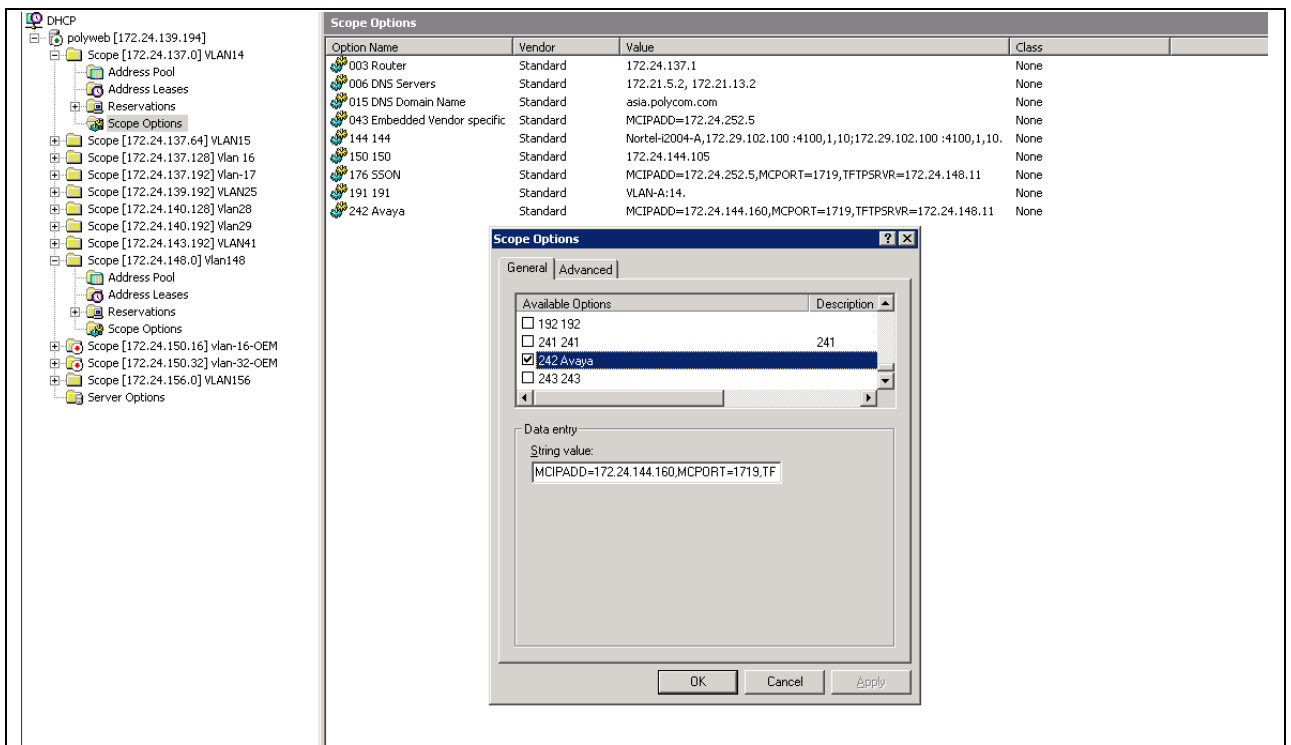 DHCP
polyweb [172.24.139.194]
Scope [172.24.137.0] VLAN14
Address Pool
Address Leases
Reservations
Scope Options
Scope [172.24.137.64] VLAN15
Scope [172.24.137.128] Vlan 16
Scope [172.24.137.192] Vlan-17
Scope [172.24.139.192] VLAN25
Scope [172.24.140.128] Vlan28
Scope [172.24.140.192] Vlan29
Scope [172.24.143.192] VLAN41
Scope [172.24.148.0] Vlan148
Address Pool
Address Leases
Reservations
Scope Options
Scope [172.24.150.16] vlan-16-OEM
Scope [172.24.150.32] vlan-32-OEM
Scope [172.24.156.0] VLAN156
Server Options
Scope Options
Option Name Vendor Value Class
003 Router Standard 172.24.137.1 None
006 DNS Servers Standard 172.21.5.2, 172.21.13.2 None
015 DNS Domain Name Standard asia.polycom.com None
043 Embedded Vendor specific Standard MCIPADD=172.24.252.5 None
144 144 Standard Nortel-i2004-A,172.29.102.100 :4100,1,10;172.29.102.100 :4100,1,10. None
150 150 Standard 172.24.144.105 None
176 SSON Standard MCIPADD=172.24.252.5,MCPORT=1719,TFTPSRVR=172.24.148.11 None
191 191 Standard VLAN-A:14. None
242 Avaya Standard MCIPADD=172.24.144.160,MCPORT=1719,TFTPSRVR=172.24.148.11 None
Scope Options
General Advanced
Available Options Description
192 192
241 241 241
242 Avaya
243 243
Data entry
String value:
MCIPADD=172.24.144.160,MCPORT=1719,TF
OK Cancel Apply